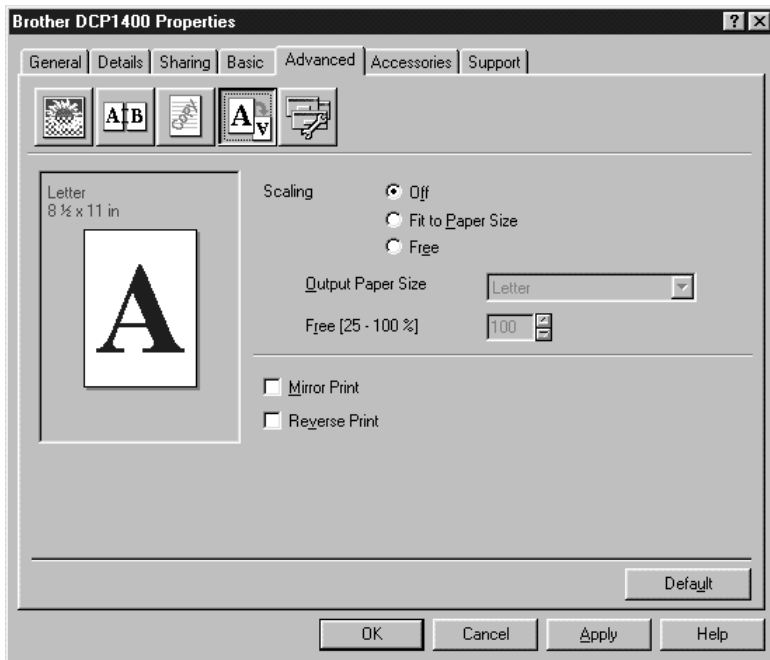 Brother DCP1400 Properties
General Details Sharing Basic Advanced Accessories Support
A B Copy A A
Letter
8 ½ x 11 in
A
Scaling Off
Fit to Paper Size
Free
Output Paper Size Letter
Free [25 - 100 %] 100
Mirror Print
Reverse Print
Default
OK Cancel Apply Help